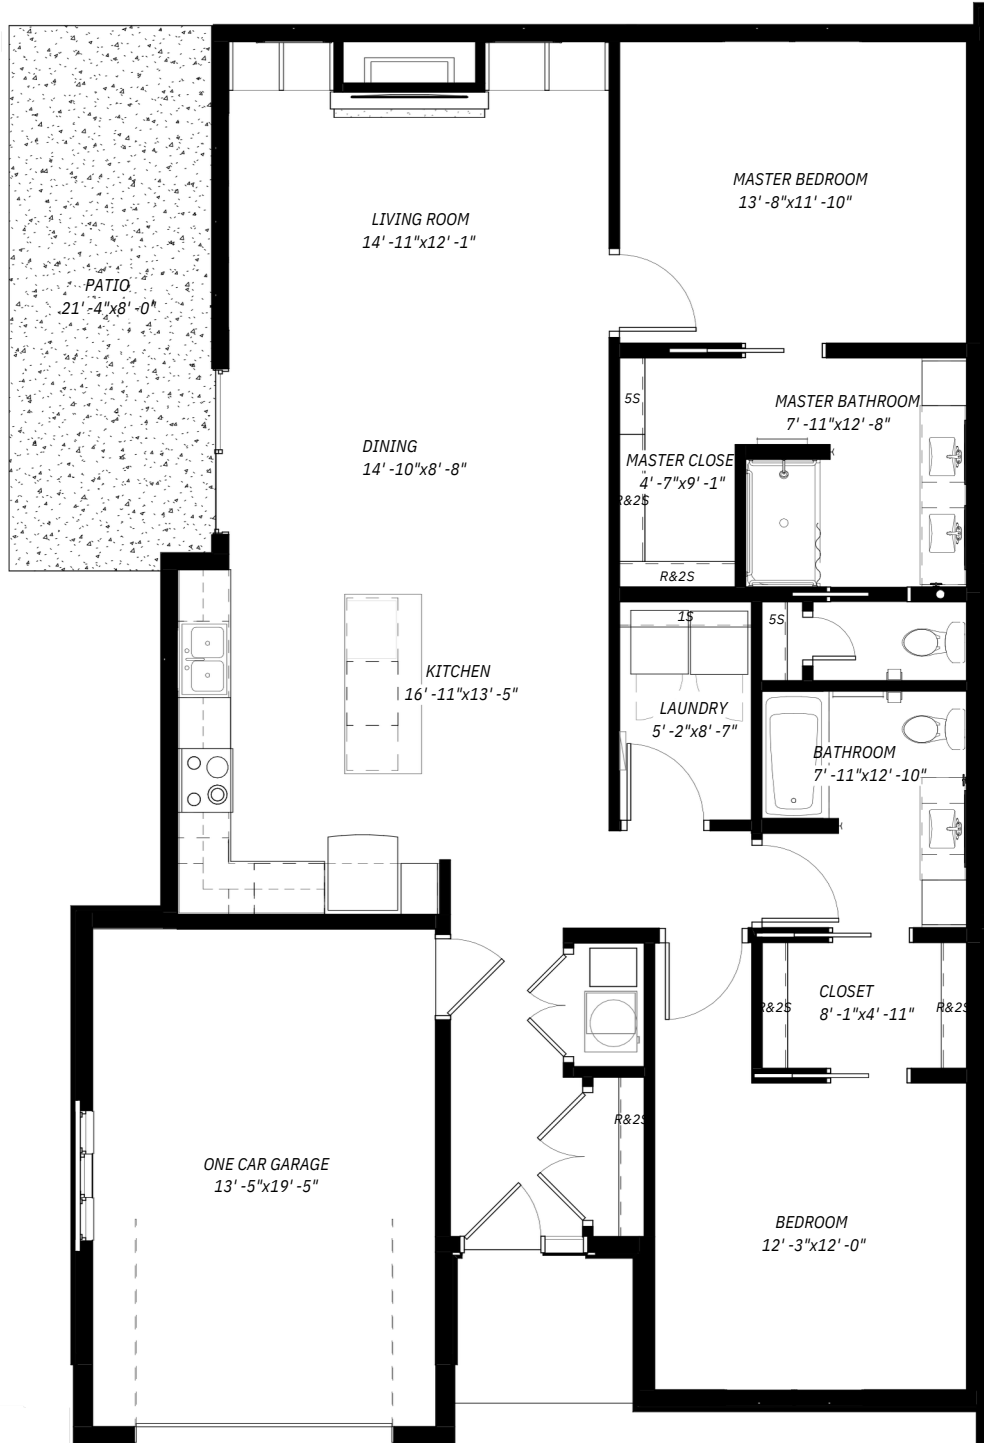 MASTER BEDROOM
13' -8"x11' -10"
LIVING ROOM
14' -11"x12' -1"
PATIO
21' -4"x8' -0"
5S
MASTER BATHROOM
7' -11"x12' -8"
DINING
14' -10"x8' -8"
MASTER CLOSE
4' -7"x9' -1"
R&2S
R&2S
1S
5S
KITCHEN
16' -11"x13' -5"
LAUNDRY
5' -2"x8' -7"
BATHROOM
7' -11"x12' -10"
CLOSET
8' -1"x4' -11"
R&2S
R&2S
R&2S
ONE CAR GARAGE
13' -5"x19' -5"
BEDROOM
12' -3"x12' -0"